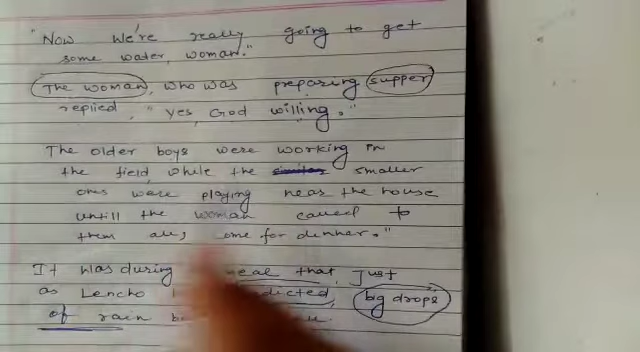 "Now we're really going to get
some water, woman."
The woman, who was preparing supper
replied, "yes, God willing."
The older boys were working in
the field, while the smaller
ones were playing near the house
untill the woman called to
them all, come for dinner."
It was during meal that, Just
as Lencho predicted, big drops
of rain